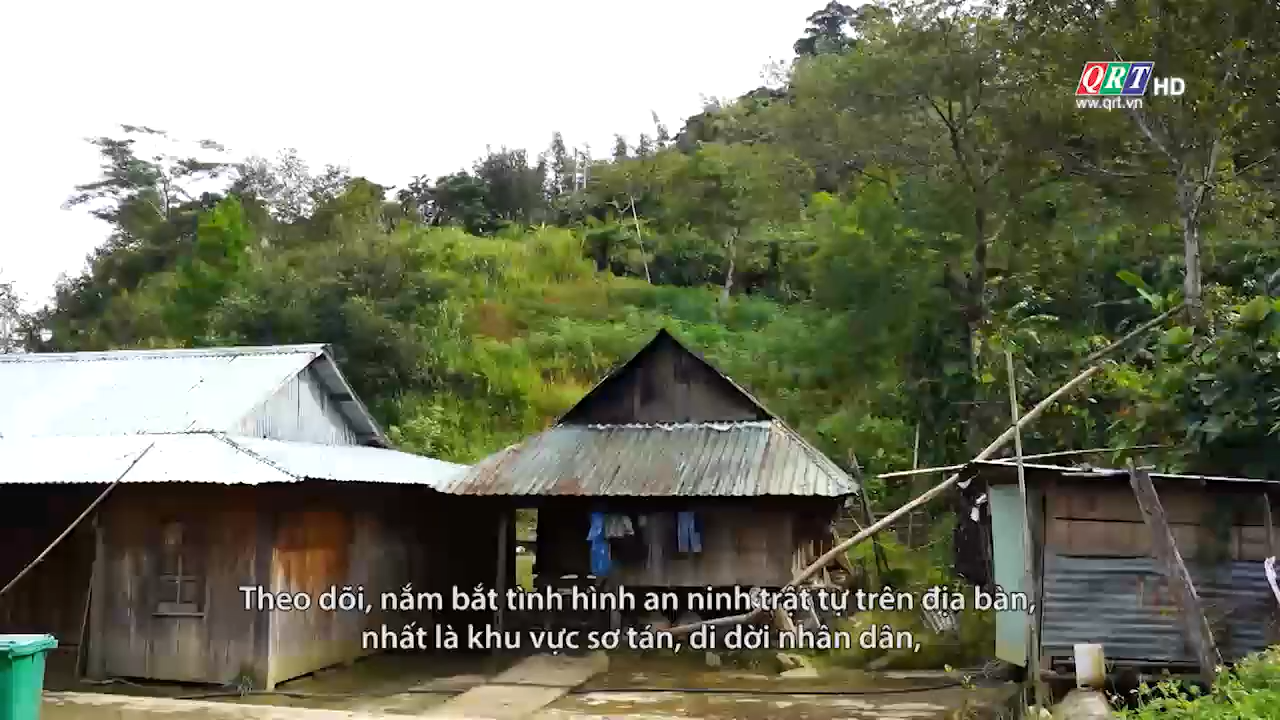 QRT HD
ww.qrt.vn
Theo dõi, nắm bắt tình hình an ninh trật tự trên địa bàn,
nhất là khu vực sơ tán, di dời nhân dân,